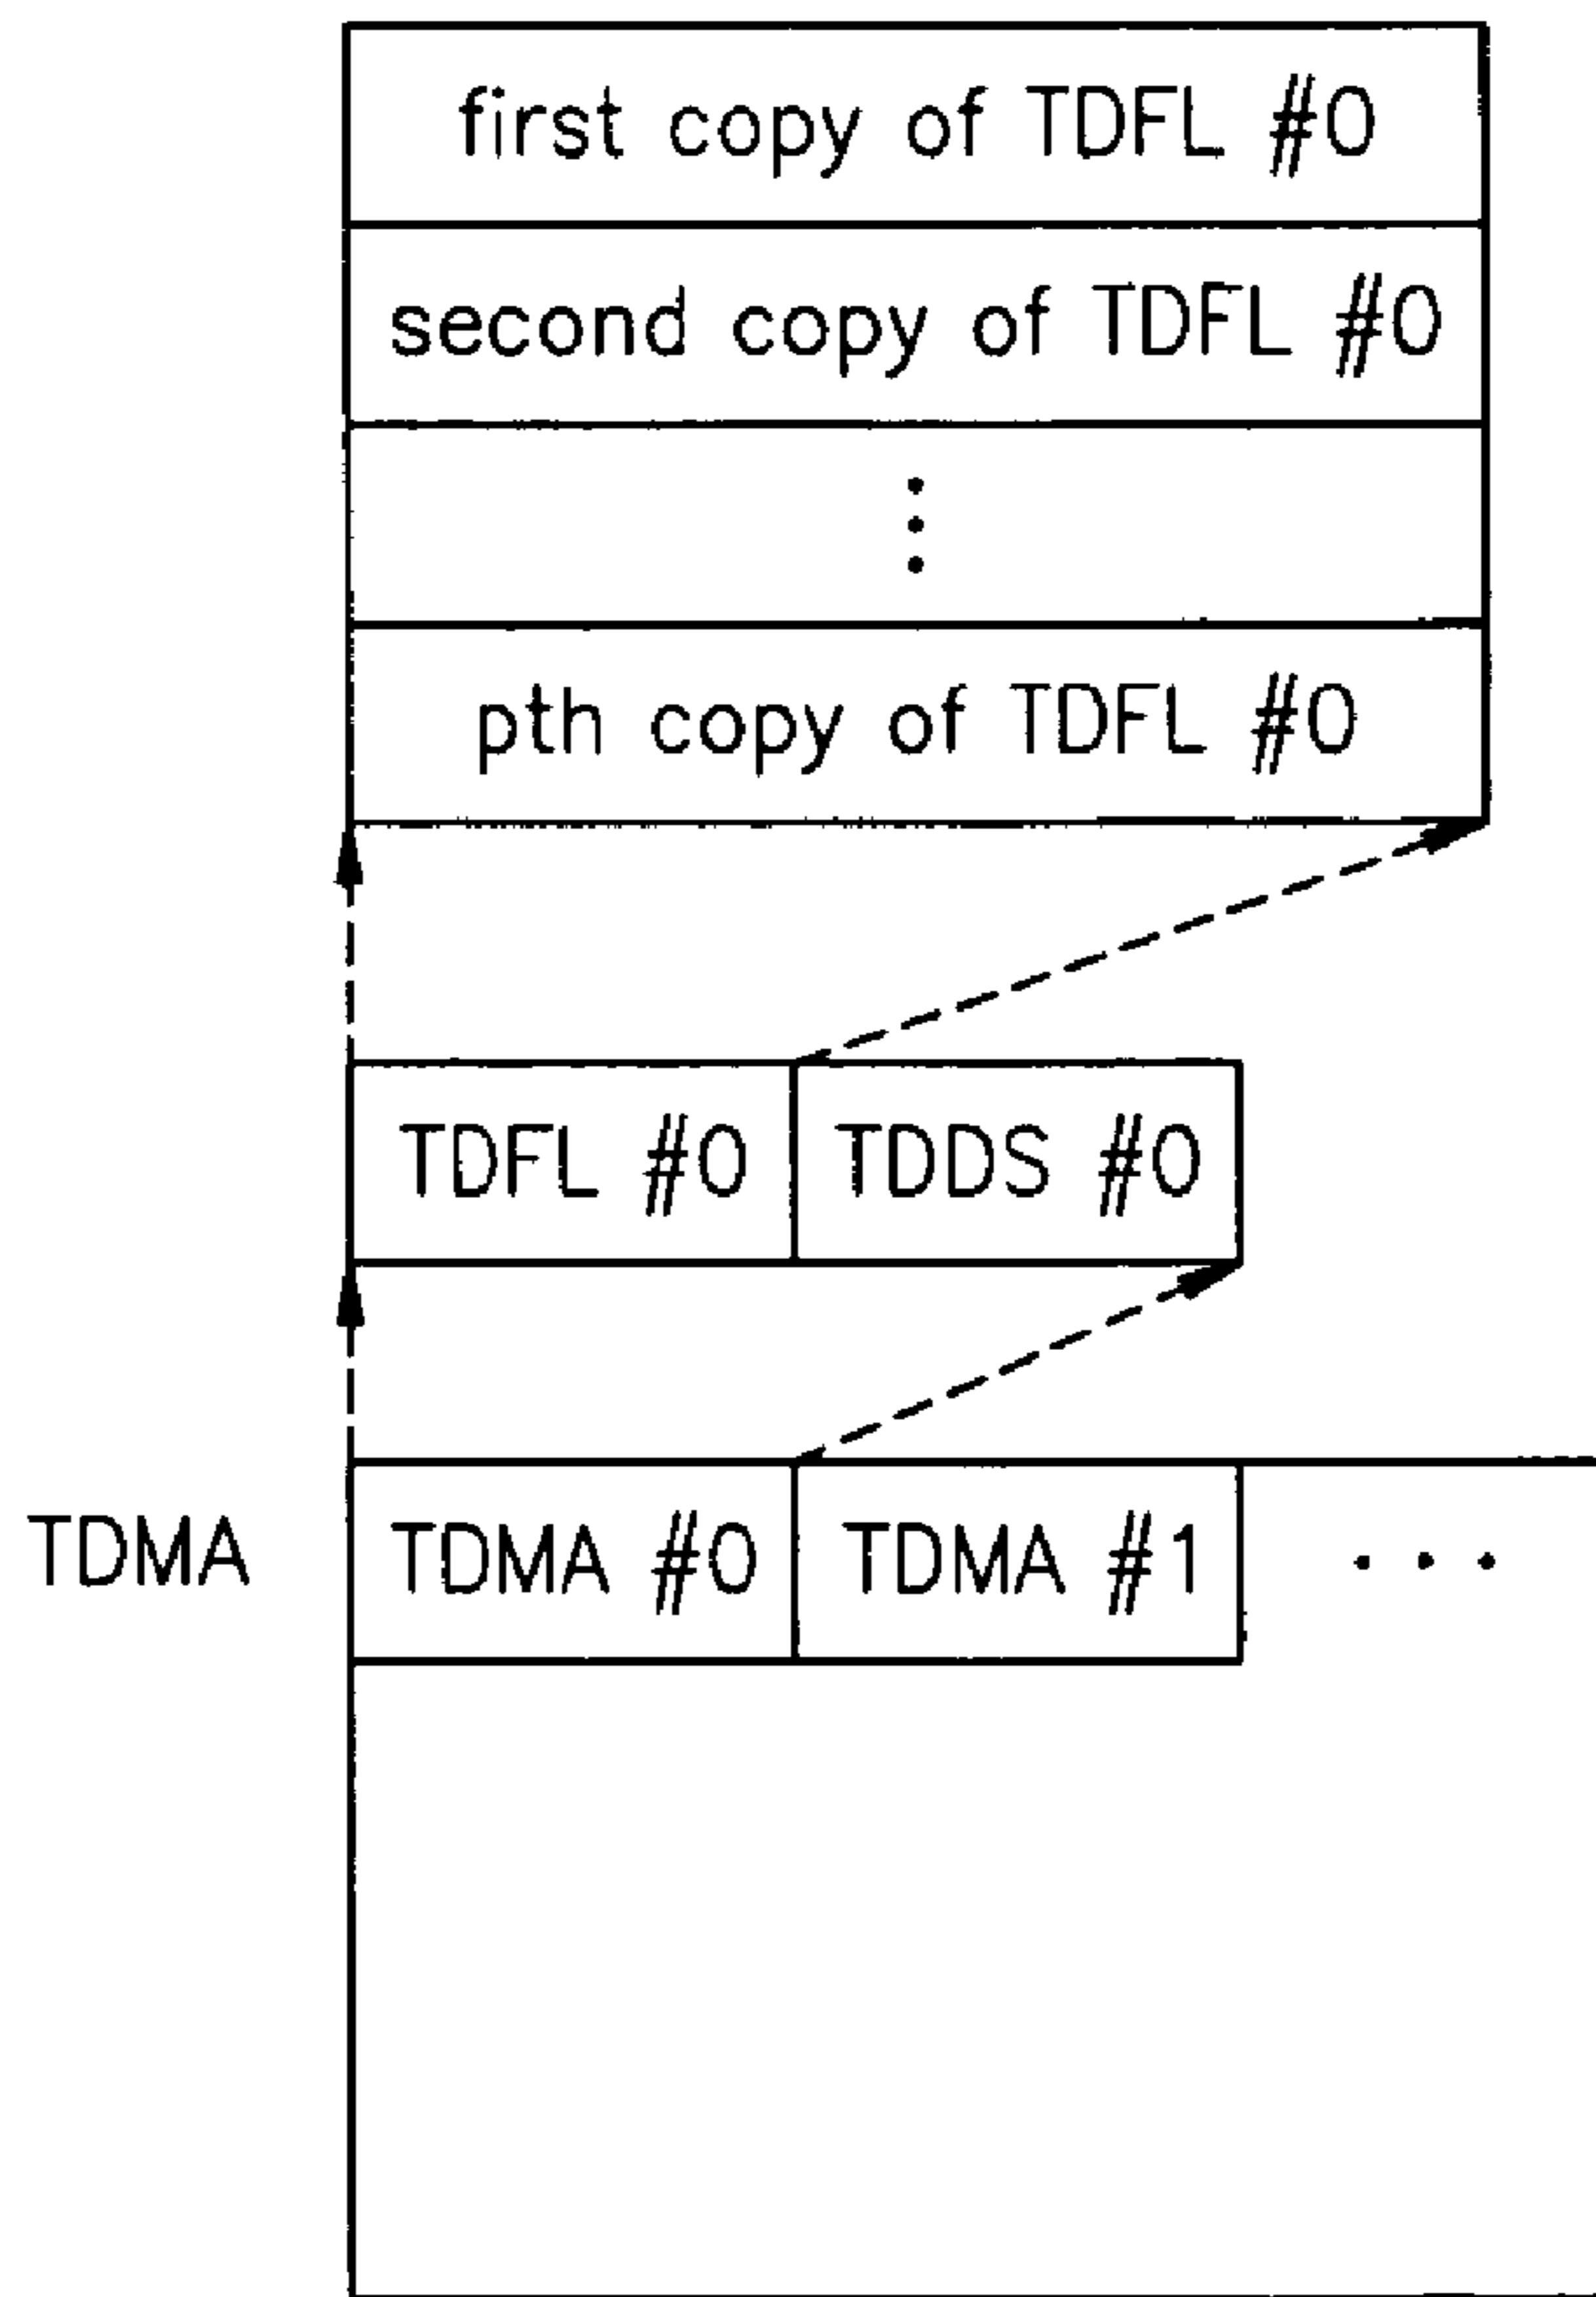 first copy of TDFL #0
second copy of TDFL #0
⋮
pth copy of TDFL #0
TDFL #0 TDDS #0
TDMA TDMA #0 TDMA #1 ...